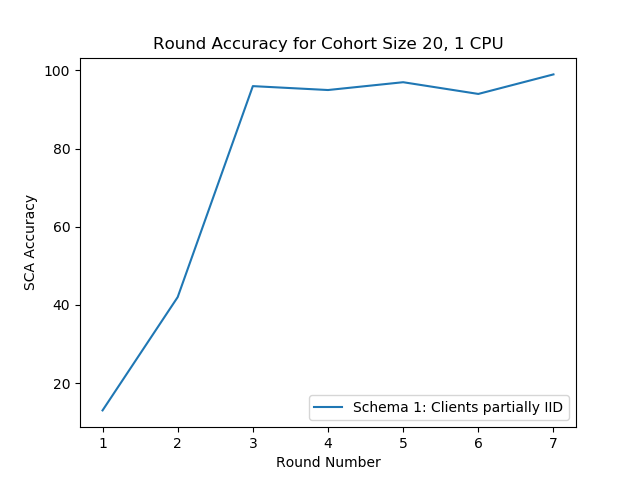 Round Accuracy for Cohort Size 20, 1 CPU
100
80
60
40
20
SCA Accuracy
Schema 1: Clients partially IID
1 2 3 4 5 6 7
Round Number